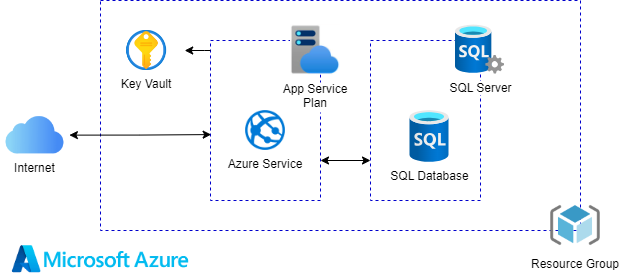 Key Vault
App Service
Plan
SQL
SQL Server
Internet
Azure Service
SQL
SQL Database
Microsoft Azure
Resource Group